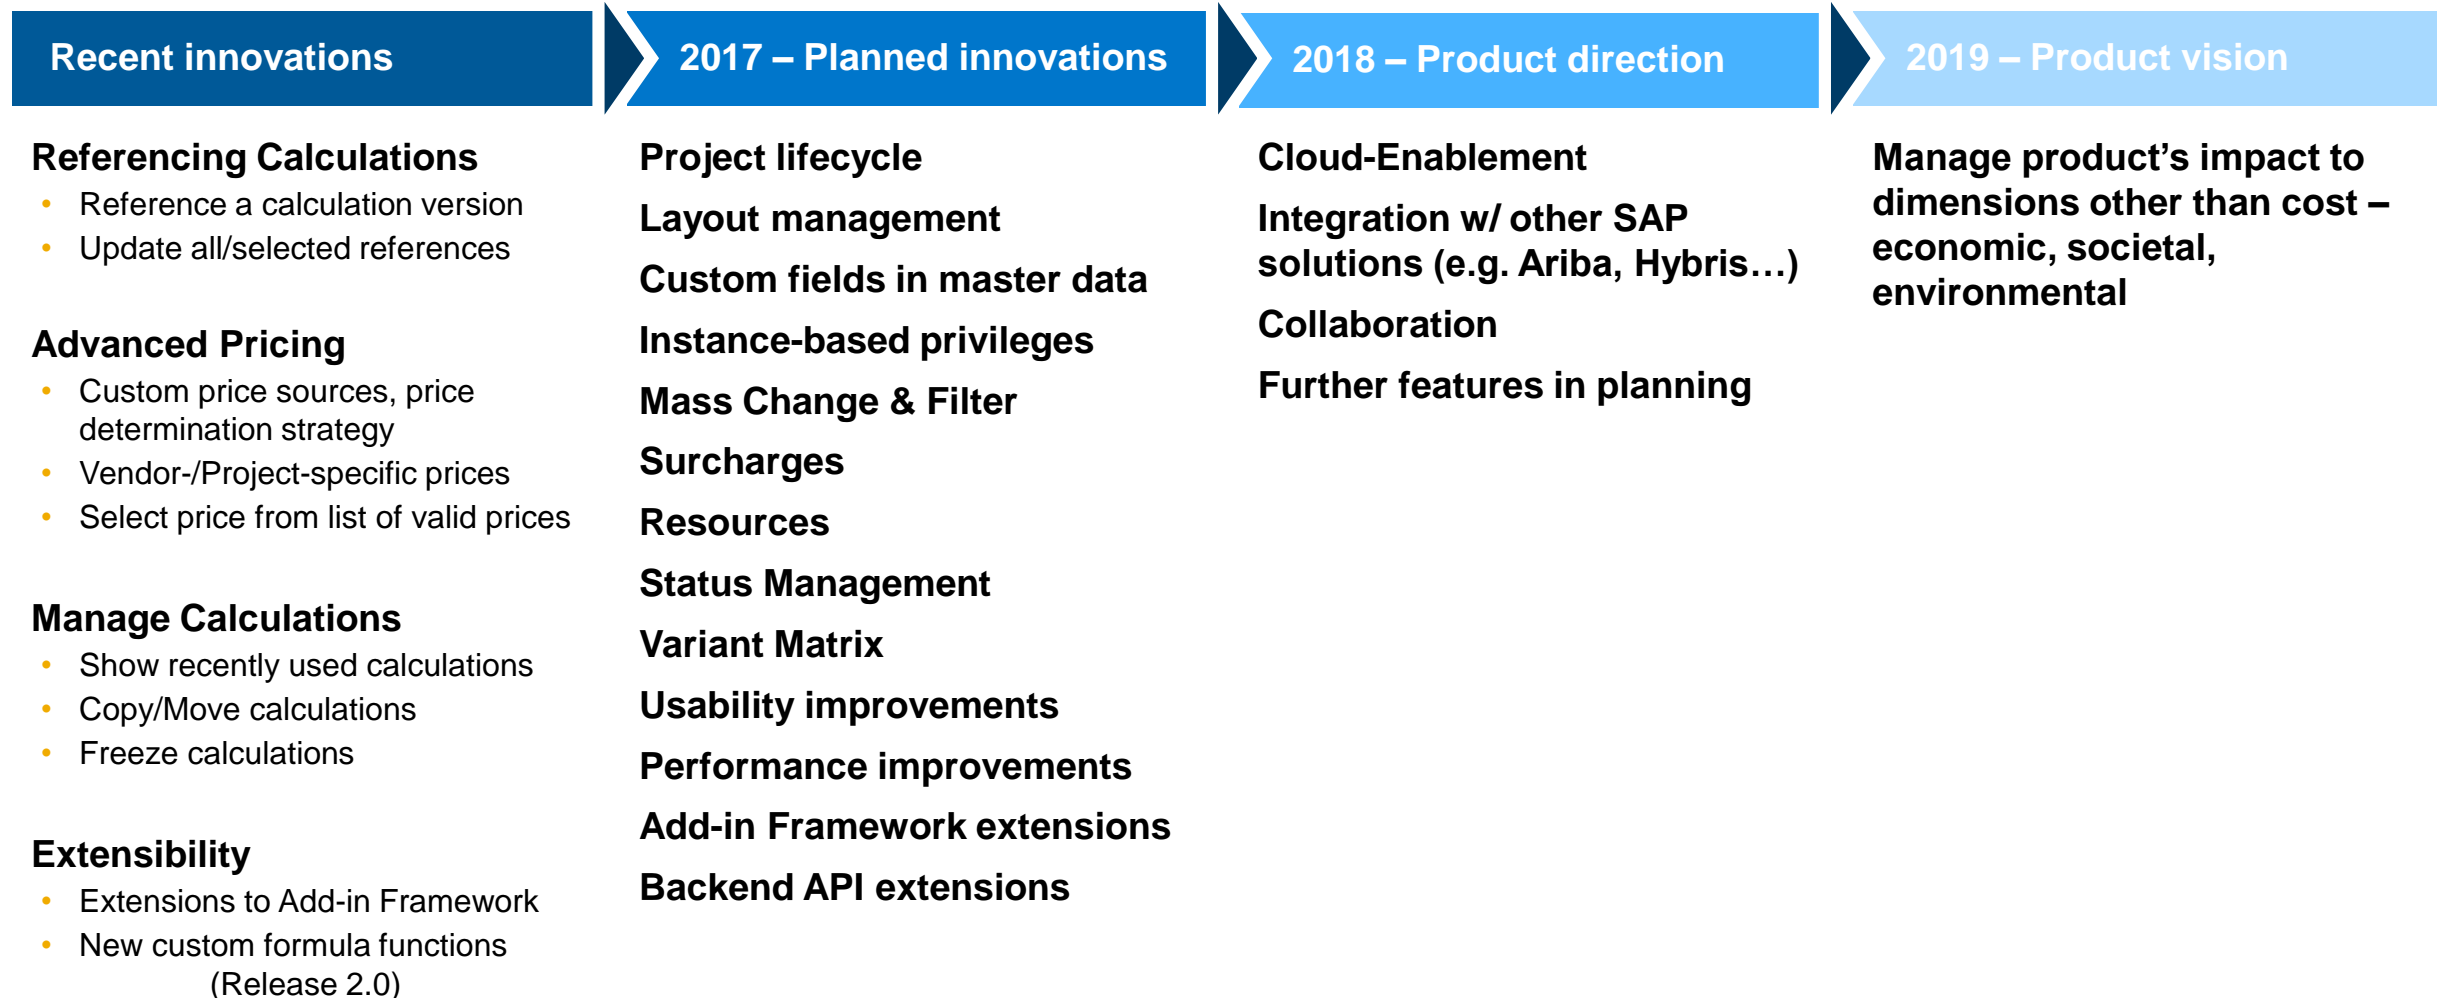 Recent innovations
2017 – Planned innovations
2018 – Product direction
2019 – Product vision
Referencing Calculations
• Reference a calculation version
• Update all/selected references
Advanced Pricing
• Custom price sources, price
determination strategy
• Vendor-/Project-specific prices
• Select price from list of valid prices
Manage Calculations
• Show recently used calculations
• Copy/Move calculations
• Freeze calculations
Extensibility
• Extensions to Add-in Framework
• New custom formula functions
(Release 2.0)
Project lifecycle
Layout management
Custom fields in master data
Instance-based privileges
Mass Change & Filter
Surcharges
Resources
Status Management
Variant Matrix
Usability improvements
Performance improvements
Add-in Framework extensions
Backend API extensions
Cloud-Enablement
Integration w/ other SAP
solutions (e.g. Ariba, Hybris…)
Collaboration
Further features in planning
Manage product’s impact to
dimensions other than cost –
economic, societal,
environmental